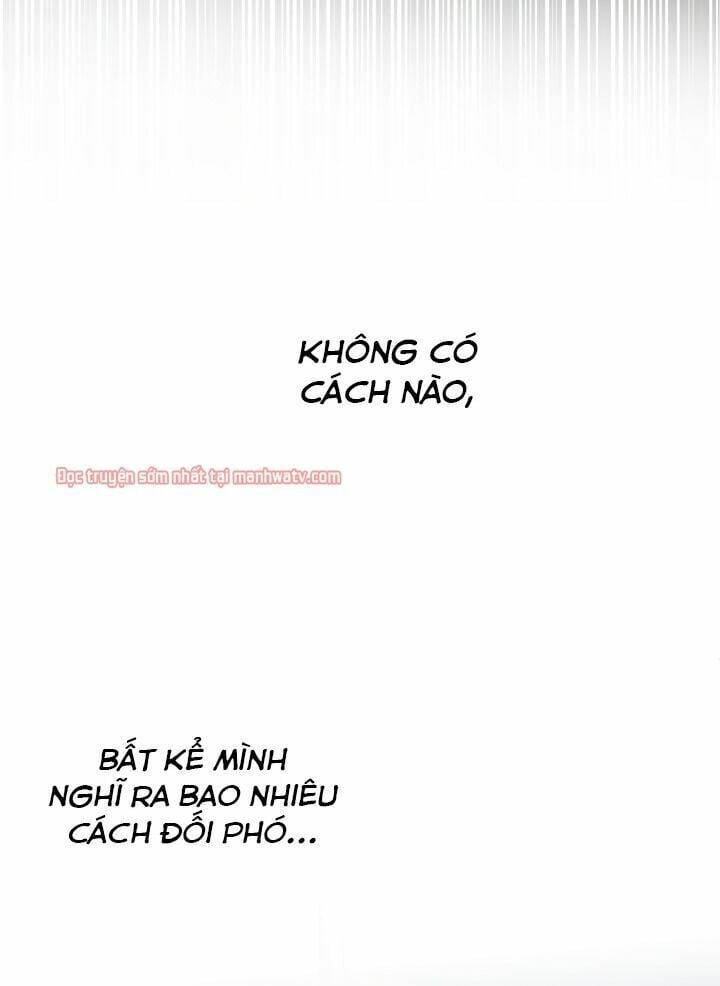 KHÔNG CÓ
CÁCH NÀO,
Đọc truyện sớm nhất tại manhwatv.com
BẤT KỂ MÌNH
NGHĨ RA BAO NHIÊU
CÁCH ĐỐI PHÓ...